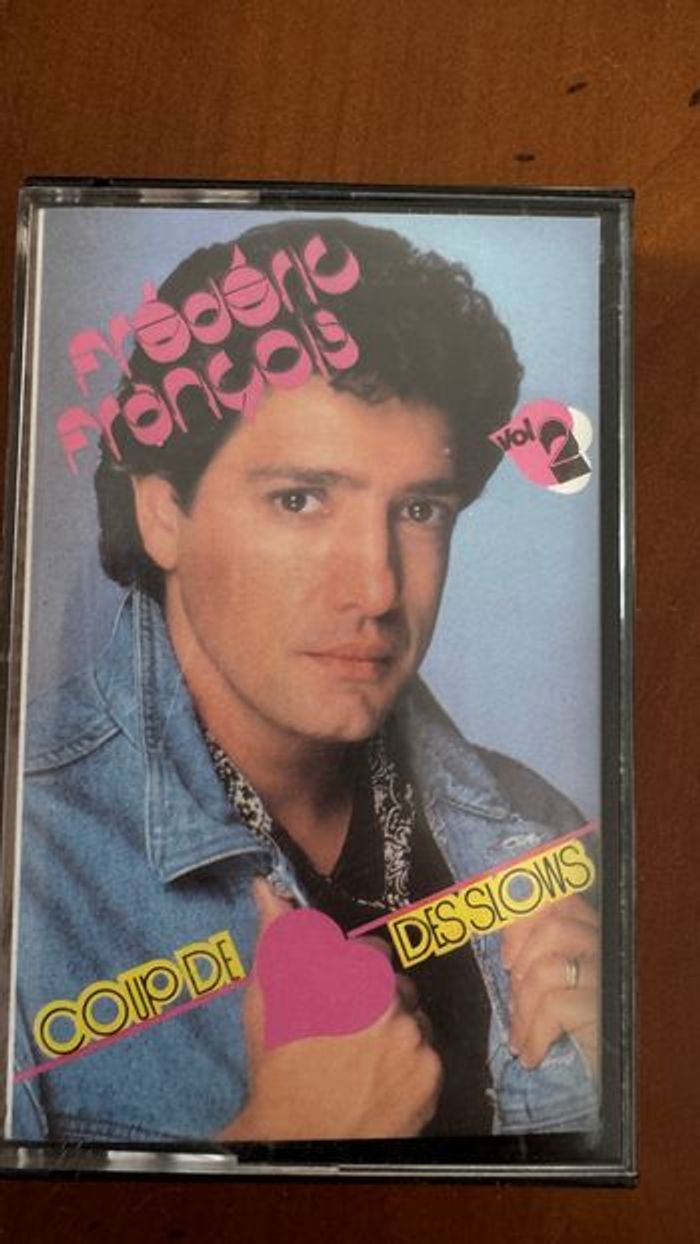 Frédéric
François
Vol 2
COUP DE
DES SLOWS